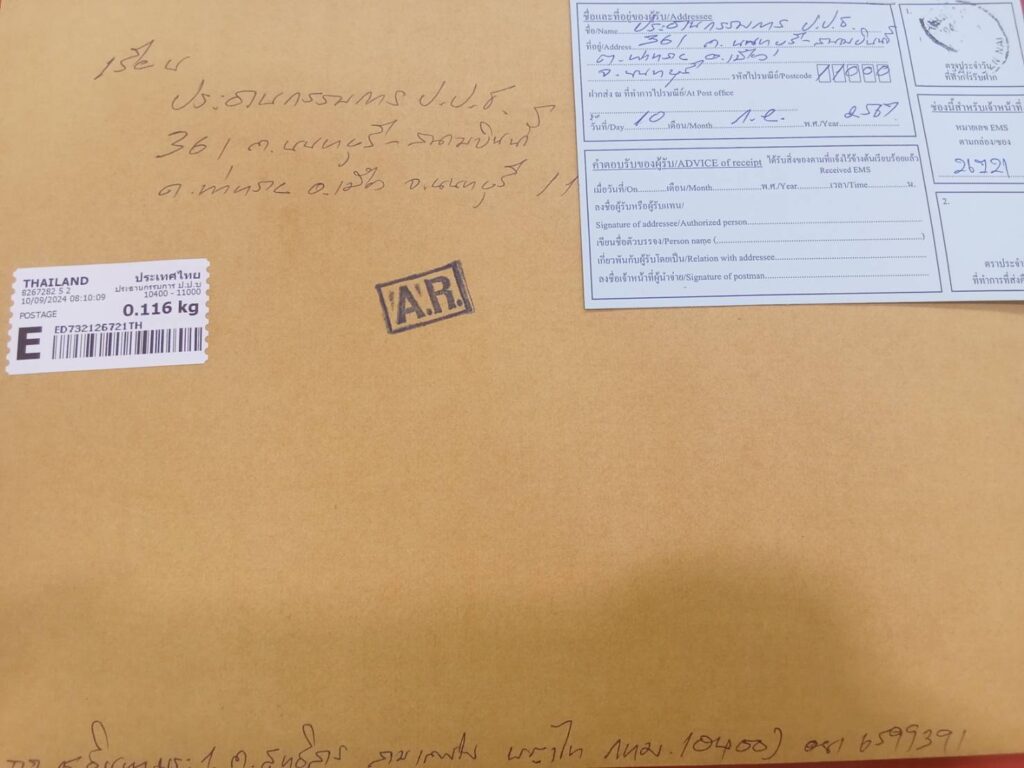 เรียน
ประธานกรรมการ ป.ป.ช.
361 ถ.นนทบุรี-สนามบินน้ำ
ต.ท่าทราย อ.เมือง จ.นนทบุรี 11
THAILAND ประเทศไทย
8267282 S 2 ประธานกรรมการ ป.ป.ช
10/09/2024 08:10:09 10400 - 11000
POSTAGE 0.116 kg
ED732126721TH
E
A.R.
ชื่อและที่อยู่ของผู้รับ/Addressee
ชื่อ/Name ประธานกรรมการ ป.ป.ช.
ที่อยู่/Address 361 ถ.นนทบุรี-สนามบินน้ำ
ต.ท่าทราย อ.เมือง
จ.นนทบุรี รหัสไปรษณีย์/Postcode 11000
ฝากส่ง ณ ที่ทำการไปรษณีย์/At Post office
วันที่/Day 10 เดือน/Month ก.ย. พ.ศ./Year 2567
คำตอบรับของผู้รับ/ADVICE of receipt ได้รับสิ่งของตามที่แจ้งไว้ข้างต้นเรียบร้อยแล้ว
Received EMS
เมื่อวันที่/On เดือน/Month พ.ศ./Year เวลา/Time น.
ลงชื่อผู้รับหรือผู้รับแทน/
Signature of addressee/Authorized person
เขียนชื่อตัวบรรจง/Person name ( )
เกี่ยวพันกับผู้รับโดยเป็น/Relation with addressee
ลงชื่อเจ้าหน้าที่ผู้นำจ่าย/Signature of postman
1.
ตราประจำวัน
ที่ที่ทำการรับฝาก
ช่องนี้สำหรับเจ้าหน้าที่
หมายเลข EMS
ตามกล่อง/ซอง
26721
2.
ตราประจำ
ที่ทำการที่ส่งคื
ถ.สุทธิสาร สามเสนใน พญาไท กทม. 10400 081 6599391